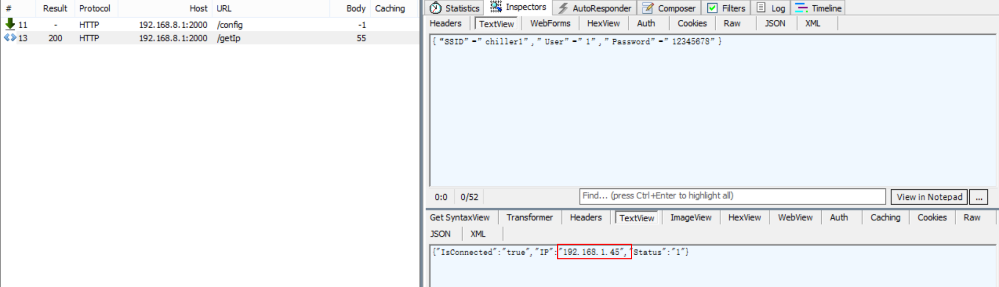 # Result Protocol Host URL Body Caching
11 - HTTP 192.168.8.1:2000 /config -1
13 200 HTTP 192.168.8.1:2000 /getIp 55
Statistics Inspectors AutoResponder Composer Filters Log Timeline
Headers TextView WebForms HexView Auth Cookies Raw JSON XML
{ “SSID” =” chiller1” , ” User” =” 1” , ” Password” =” 12345678” }
0:0 0/52 Find... (press Ctrl+Enter to highlight all) View in Notepad ...
Get SyntaxView Transformer Headers TextView ImageView HexView WebView Auth Caching Cookies Raw
JSON XML
{"IsConnected":"true","IP":"192.168.1.45","Status":"1"}